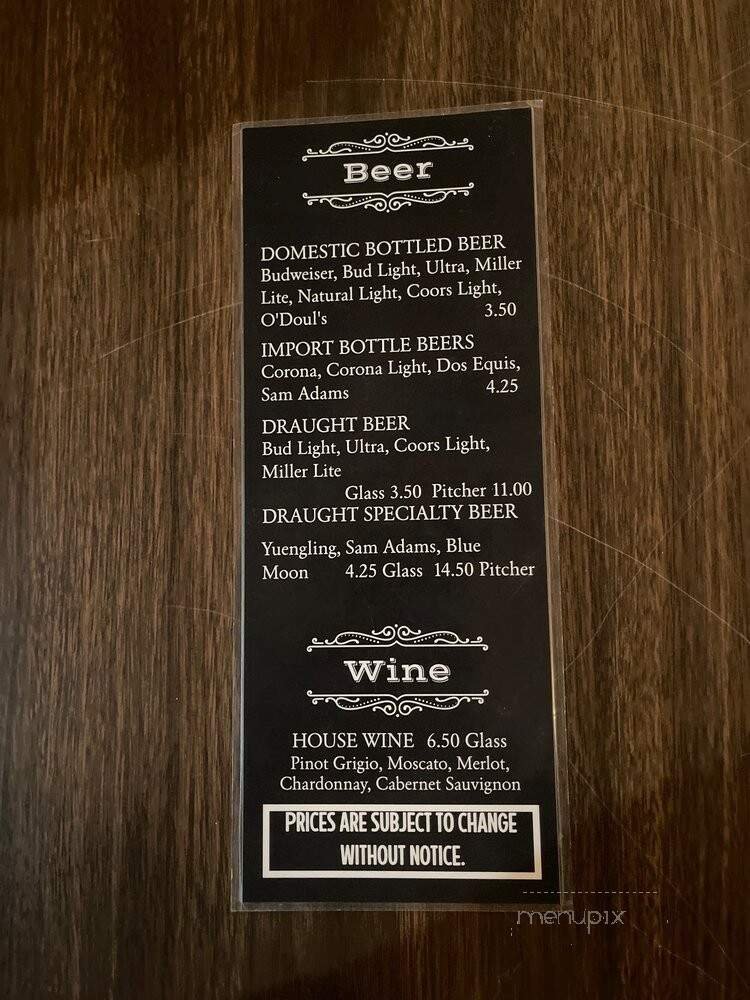 Beer
DOMESTIC BOTTLED BEER
Budweiser, Bud Light, Ultra, Miller
Lite, Natural Light, Coors Light,
O'Doul's 3.50
IMPORT BOTTLE BEERS
Corona, Corona Light, Dos Equis,
Sam Adams 4.25
DRAUGHT BEER
Bud Light, Ultra, Coors Light,
Miller Lite
Glass 3.50 Pitcher 11.00
DRAUGHT SPECIALTY BEER
Yuengling, Sam Adams, Blue
Moon 4.25 Glass 14.50 Pitcher
Wine
HOUSE WINE 6.50 Glass
Pinot Grigio, Moscato, Merlot,
Chardonnay, Cabernet Sauvignon
PRICES ARE SUBJECT TO CHANGE
WITHOUT NOTICE.
menupix